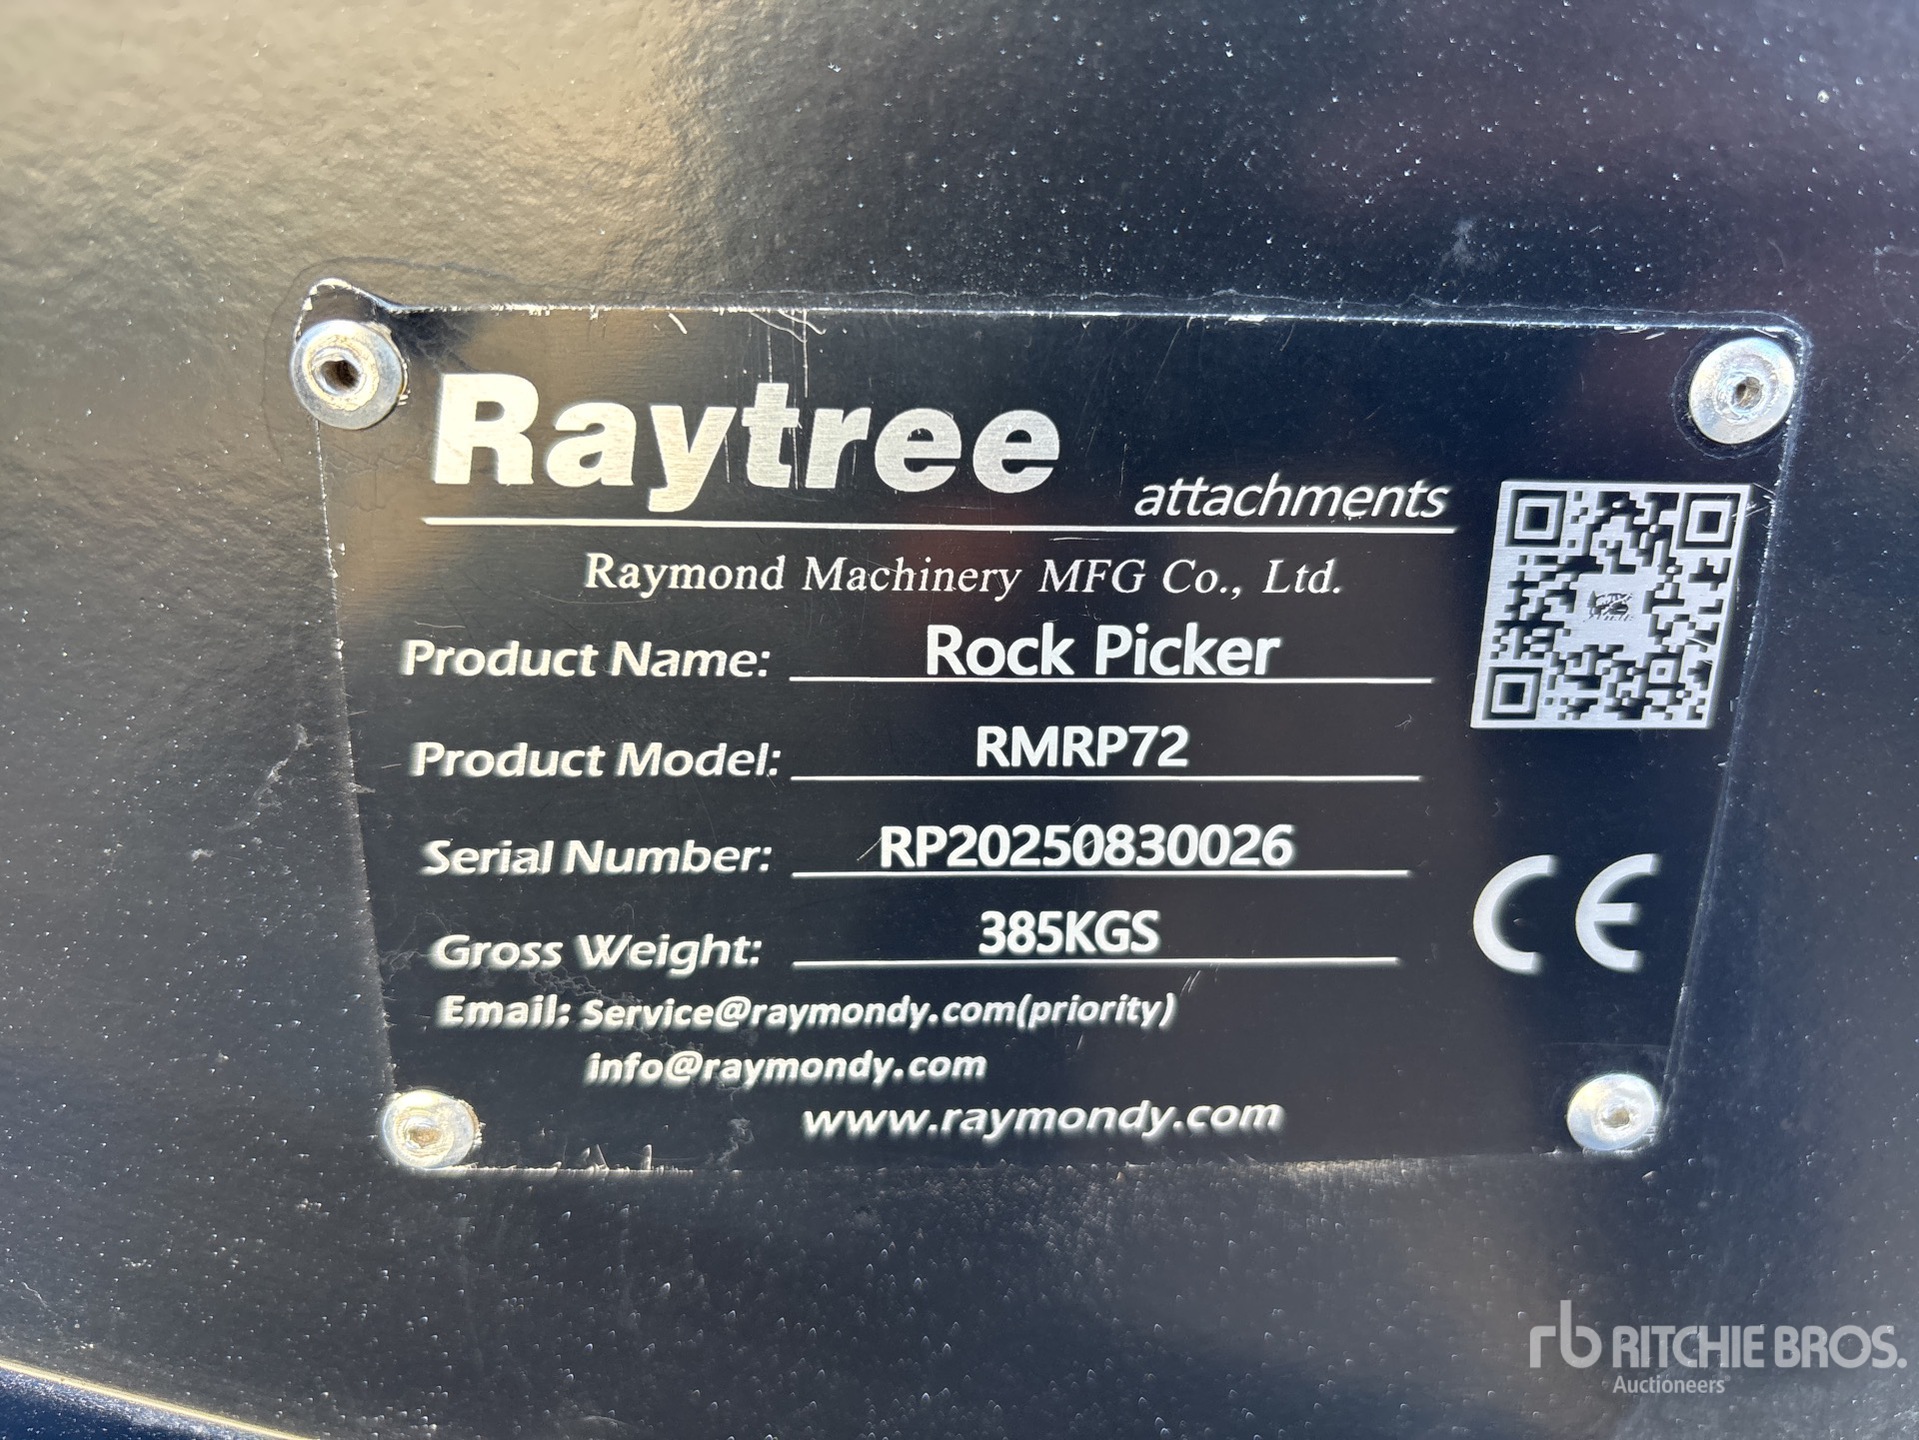 Raytree
attachments
Raymond Machinery MFG Co., Ltd.
Product Name: Rock Picker
Product Model: RMRP72
Serial Number: RP20250830026
Gross Weight: 385KGS
CE
Email: Service@raymondy.com(priority)
info@raymondy.com
www.raymondy.com
rb RITCHIE BROS.
Auctioneers